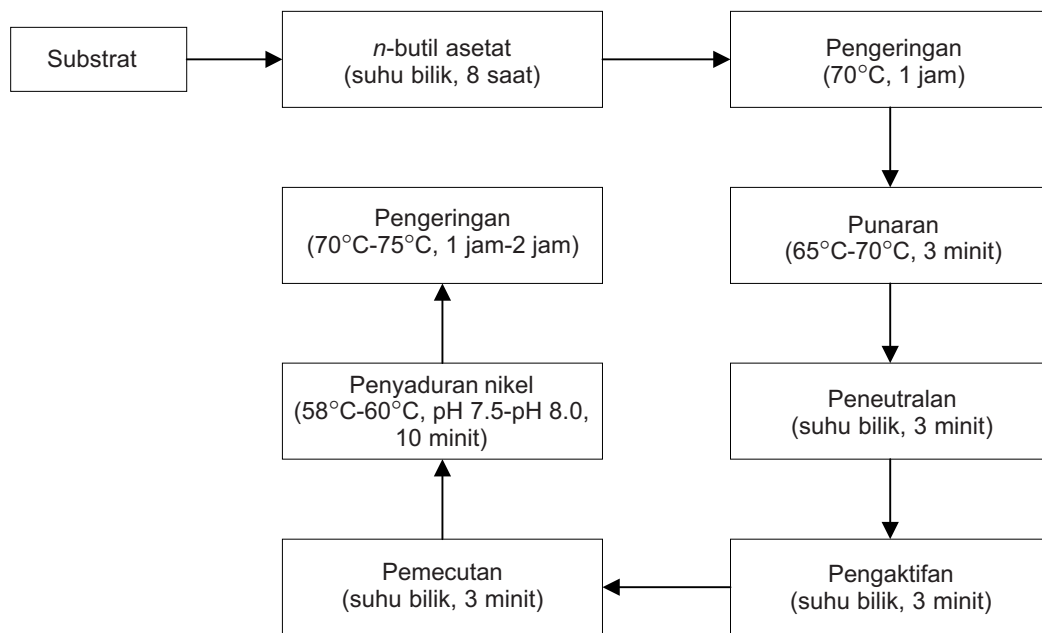 Substrat
n-butil asetat
(suhu bilik, 8 saat)
Pengeringan
(70°C, 1 jam)
Punaran
(65°C-70°C, 3 minit)
Peneutralan
(suhu bilik, 3 minit)
Pengaktifan
(suhu bilik, 3 minit)
Pemecutan
(suhu bilik, 3 minit)
Penyaduran nikel
(58°C-60°C, pH 7.5-pH 8.0,
10 minit)
Pengeringan
(70°C-75°C, 1 jam-2 jam)